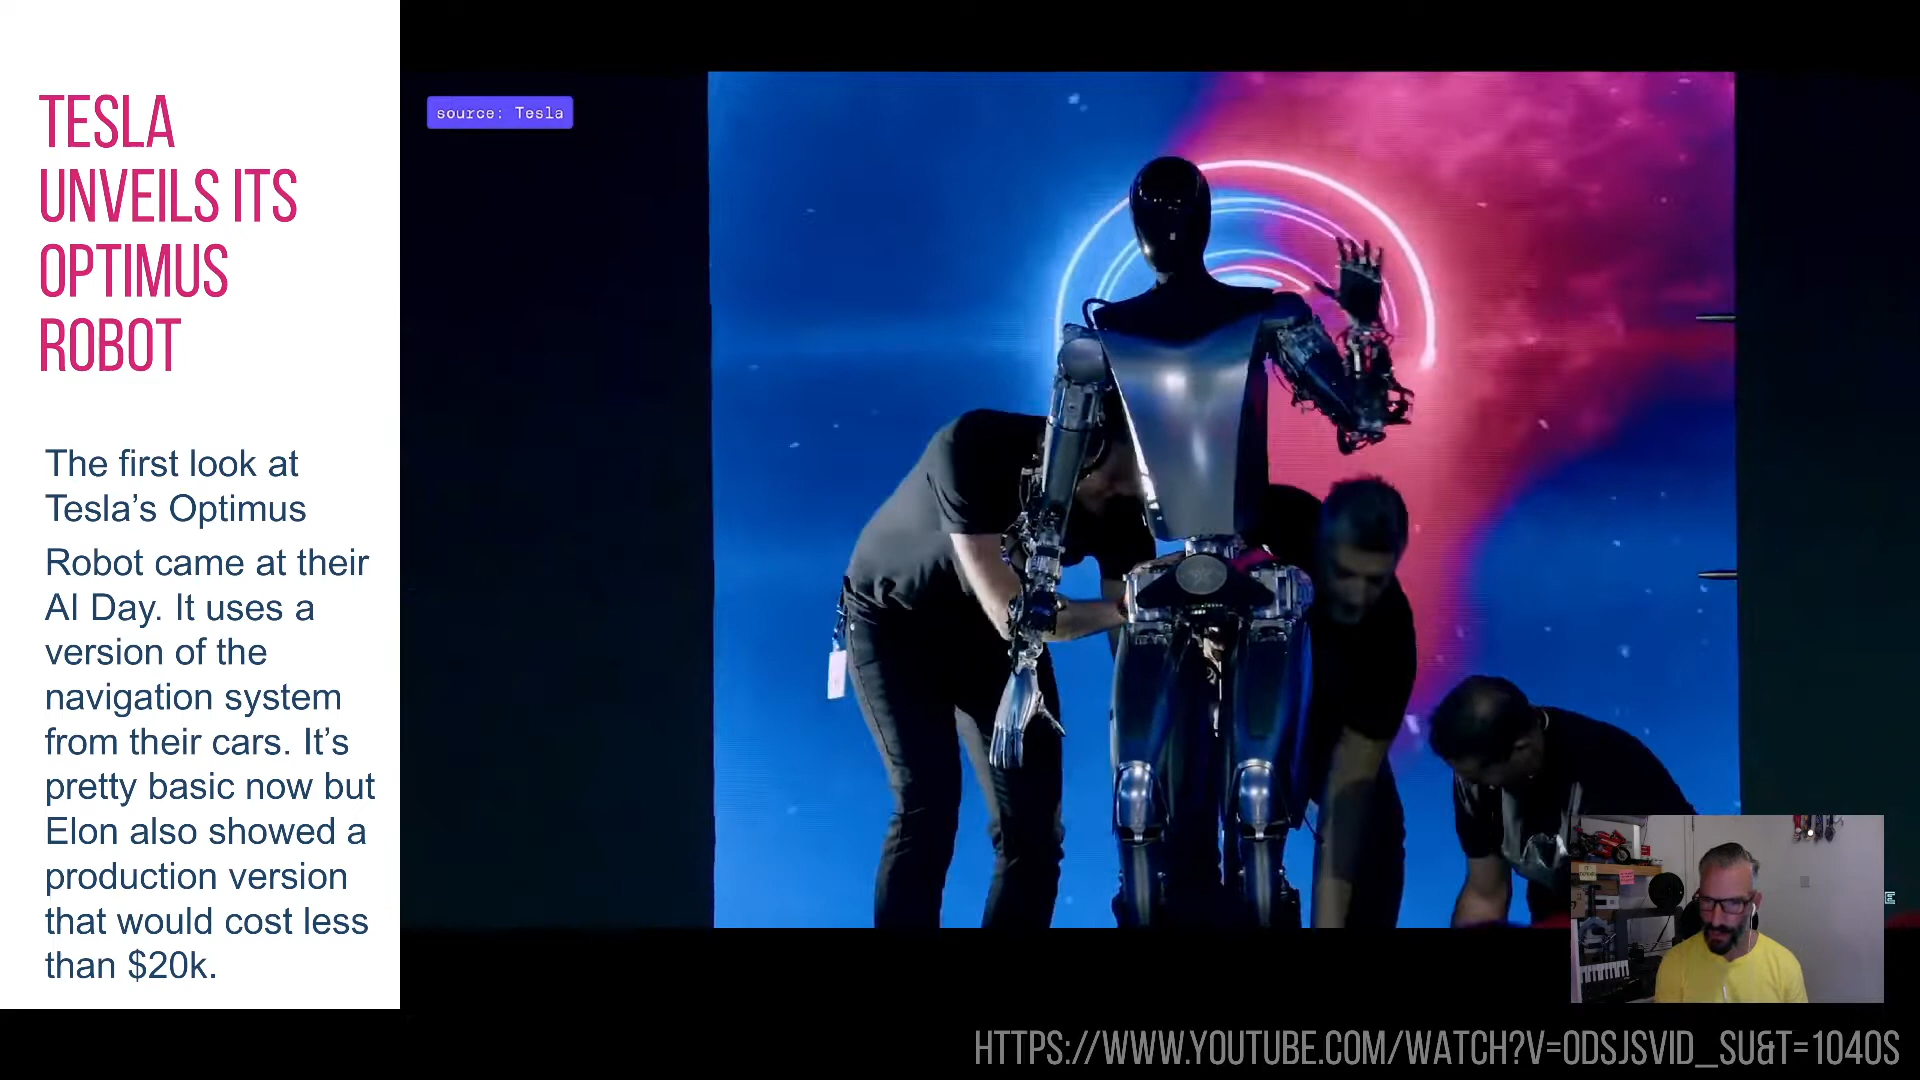 TESLA
UNVEILS ITS
OPTIMUS
ROBOT
The first look at
Tesla’s Optimus
Robot came at their
AI Day. It uses a
version of the
navigation system
from their cars. It’s
pretty basic now but
Elon also showed a
production version
that would cost less
than $20k.
source: Tesla
HTTPS://WWW.YOUTUBE.COM/WATCH?V=ODSJSVID_SU&T=1040S